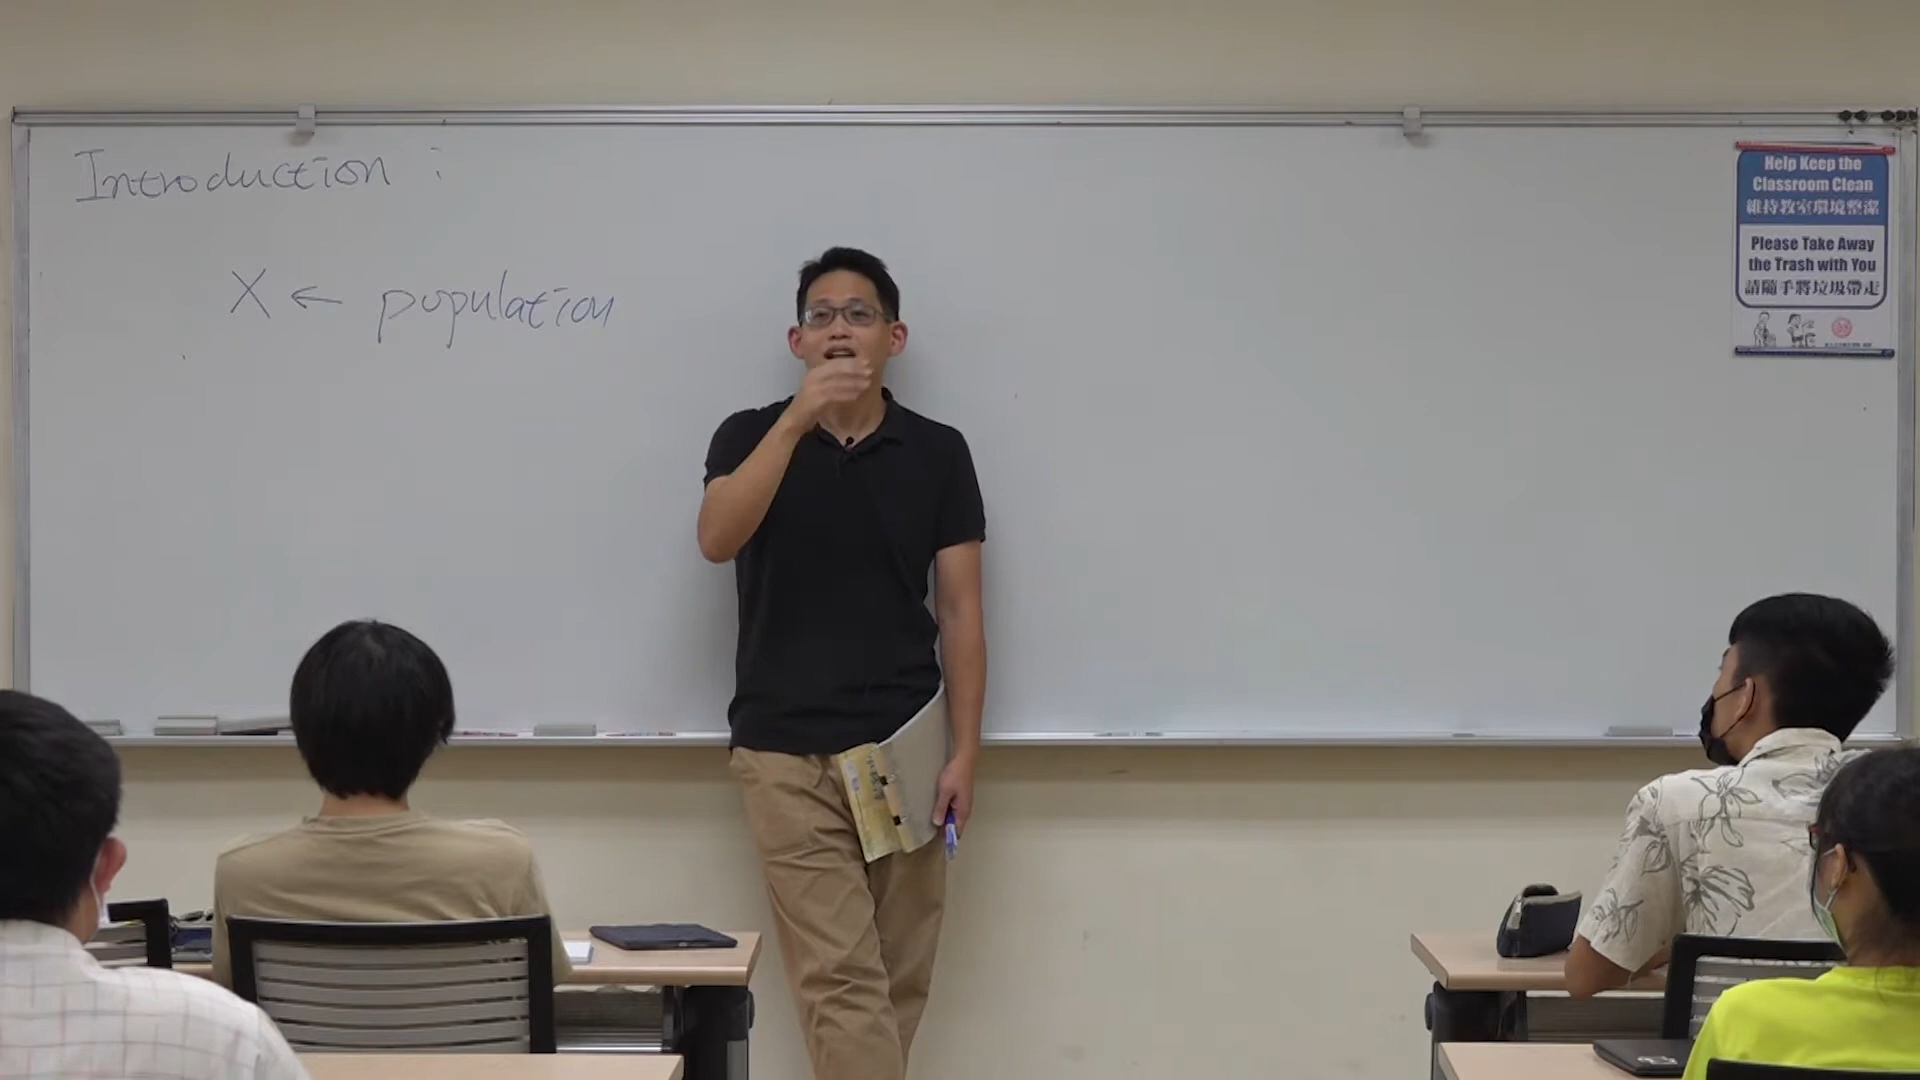 Introduction :
X ← population
Help Keep the
Classroom Clean
維持教室環境整潔
Please Take Away
the Trash with You
請隨手將垃圾帶走